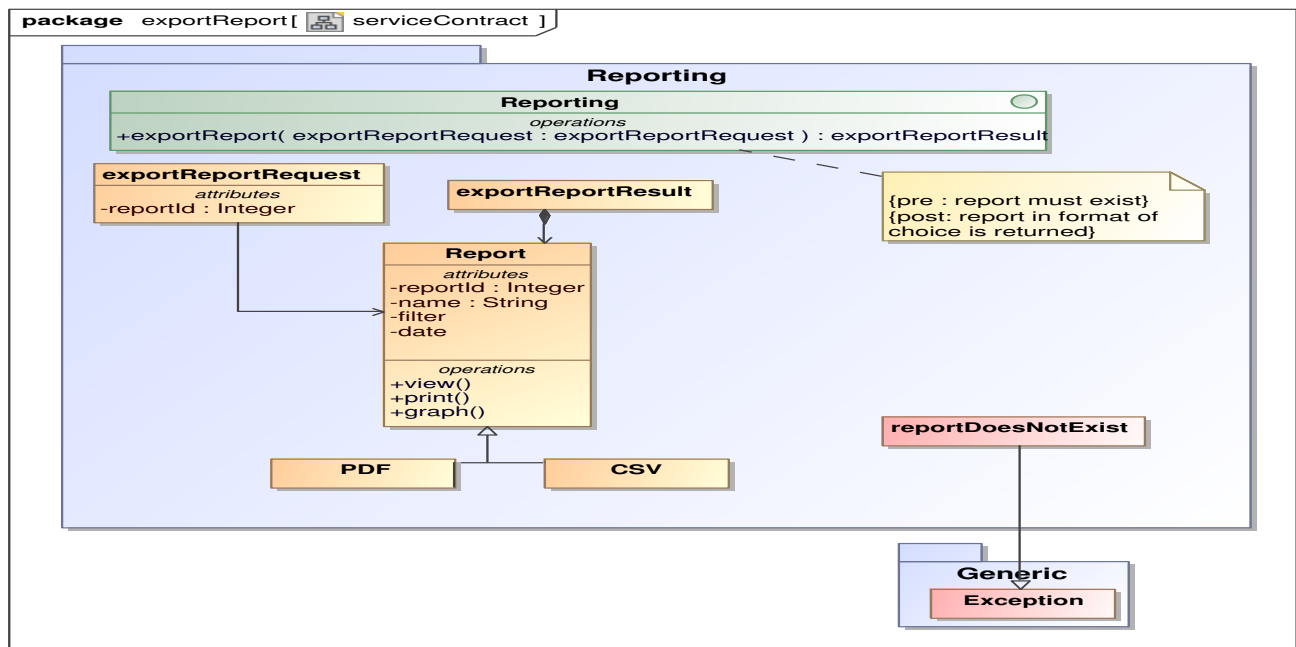 package exportReport[ serviceContract ]
Reporting
Reporting
operations
+exportReport( exportReportRequest : exportReportRequest ) : exportReportResult
exportReportRequest
attributes
-reportId : Integer
exportReportResult
{pre : report must exist}
{post: report in format of
choice is returned}
Report
attributes
-reportId : Integer
-name : String
-filter
-date
operations
+view()
+print()
+graph()
reportDoesNotExist
PDF
CSV
Generic
Exception